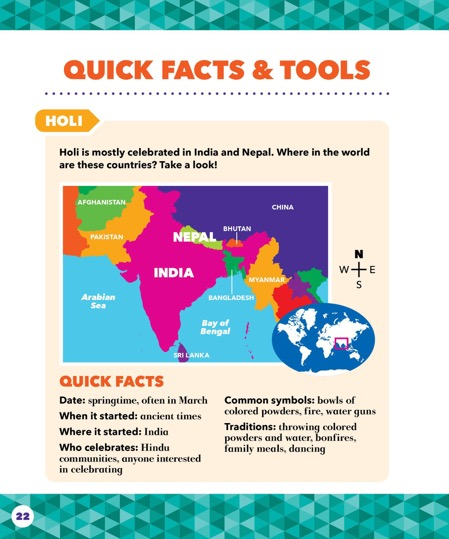 QUICK FACTS & TOOLS
HOLI
Holi is mostly celebrated in India and Nepal. Where in the world
are these countries? Take a look!
AFGHANISTAN
CHINA
PAKISTAN
NEPAL
BHUTAN
INDIA
MYANMAR
BANGLADESH
Arabian
Sea
Bay of
Bengal
SRI LANKA
N
W E
S
QUICK FACTS
Date: springtime, often in March
When it started: ancient times
Where it started: India
Who celebrates: Hindu
communities, anyone interested
in celebrating
Common symbols: bowls of
colored powders, fire, water guns
Traditions: throwing colored
powders and water, bonfires,
family meals, dancing
22